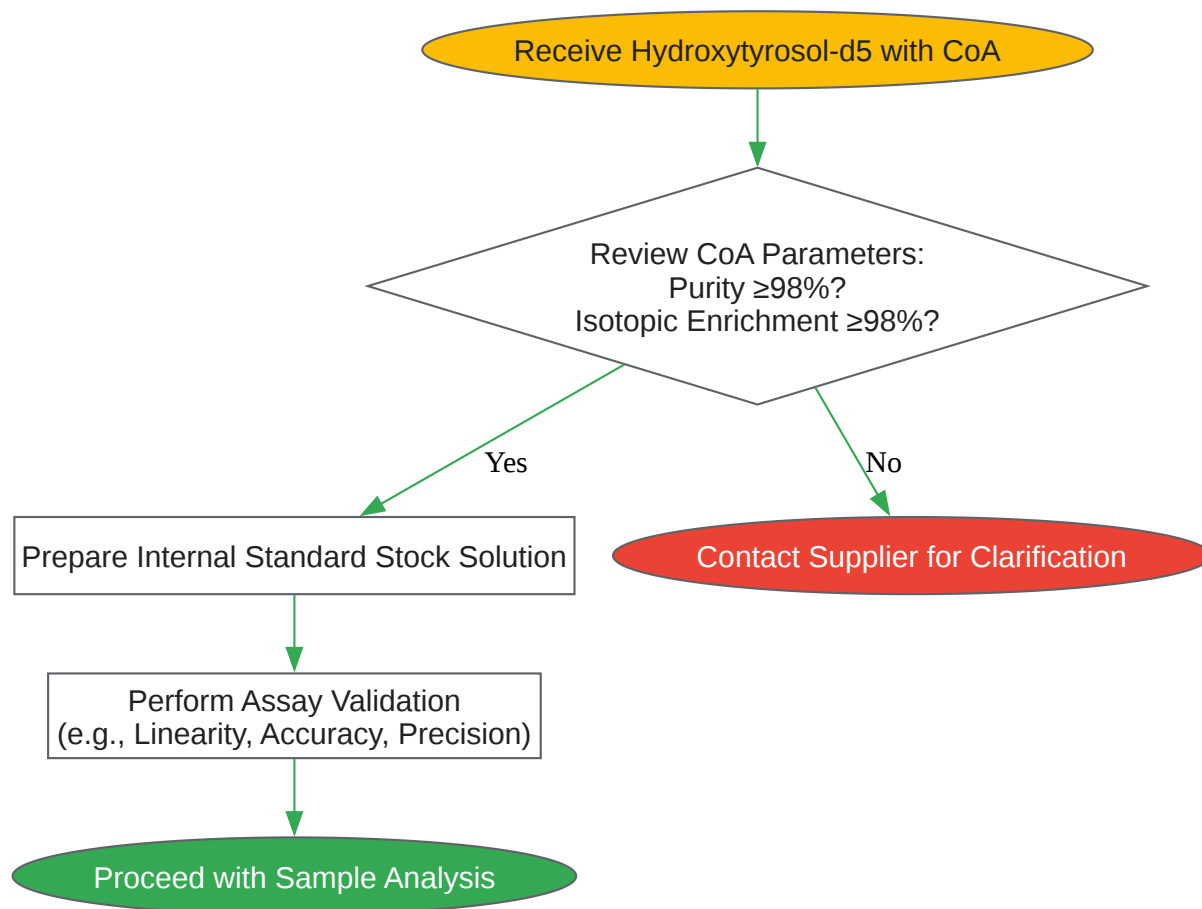 Receive Hydroxytyrosol-d5 with CoA
Review CoA Parameters:
Purity ≥98%?
Isotopic Enrichment ≥98%?
Yes
No
Prepare Internal Standard Stock Solution
Contact Supplier for Clarification
Perform Assay Validation
(e.g., Linearity, Accuracy, Precision)
Proceed with Sample Analysis